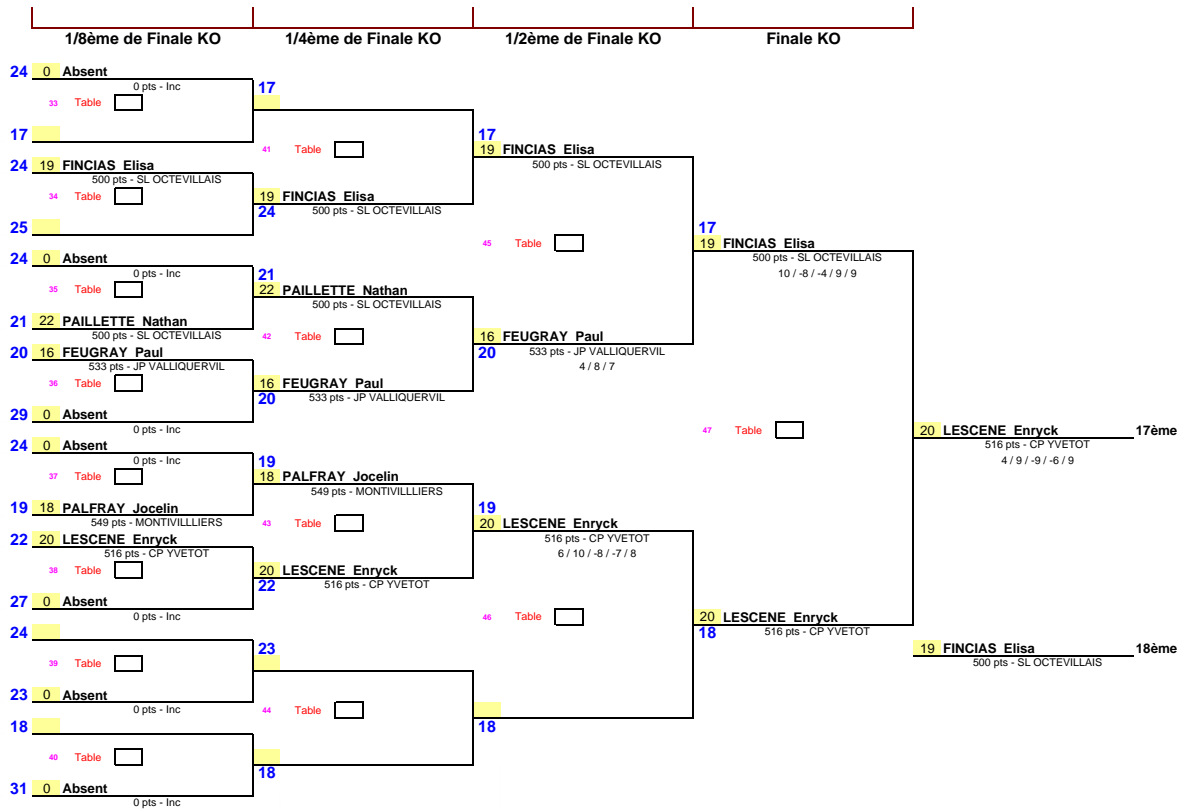 1/8ème de Finale KO
1/4ème de Finale KO
1/2ème de Finale KO
Finale KO
24 0 Absent
0 pts - Inc
33 Table
17
24 19 FINCIAS Elisa
500 pts - SL OCTEVILLAIS
34 Table
25
24 0 Absent
0 pts - Inc
35 Table
21 22 PAILLETTE Nathan
500 pts - SL OCTEVILLAIS
20 16 FEUGRAY Paul
533 pts - JP VALLIQUERVIL
36 Table
29 0 Absent
0 pts - Inc
24 0 Absent
0 pts - Inc
37 Table
19 18 PALFRAY Jocelin
549 pts - MONTIVILLLIERS
22 20 LESCENE Enryck
516 pts - CP YVETOT
38 Table
27 0 Absent
0 pts - Inc
24
39 Table
23 0 Absent
0 pts - Inc
18
40 Table
31 0 Absent
0 pts - Inc
17
41 Table
19 FINCIAS Elisa
24 500 pts - SL OCTEVILLAIS
21
22 PAILLETTE Nathan
500 pts - SL OCTEVILLAIS
42 Table
16 FEUGRAY Paul
20 533 pts - JP VALLIQUERVIL
19
18 PALFRAY Jocelin
549 pts - MONTIVILLLIERS
43 Table
20 LESCENE Enryck
22 516 pts - CP YVETOT
23
44 Table
18
17
19 FINCIAS Elisa
500 pts - SL OCTEVILLAIS
45 Table
16 FEUGRAY Paul
20 533 pts - JP VALLIQUERVIL
4 / 8 / 7
19
20 LESCENE Enryck
516 pts - CP YVETOT
6 / 10 / -8 / -7 / 8
46 Table
18
17
19 FINCIAS Elisa
500 pts - SL OCTEVILLAIS
10 / -8 / -4 / 9 / 9
47 Table
20 LESCENE Enryck
18 516 pts - CP YVETOT
20 LESCENE Enryck 17ème
516 pts - CP YVETOT
4 / 9 / -9 / -6 / 9
19 FINCIAS Elisa 18ème
500 pts - SL OCTEVILLAIS